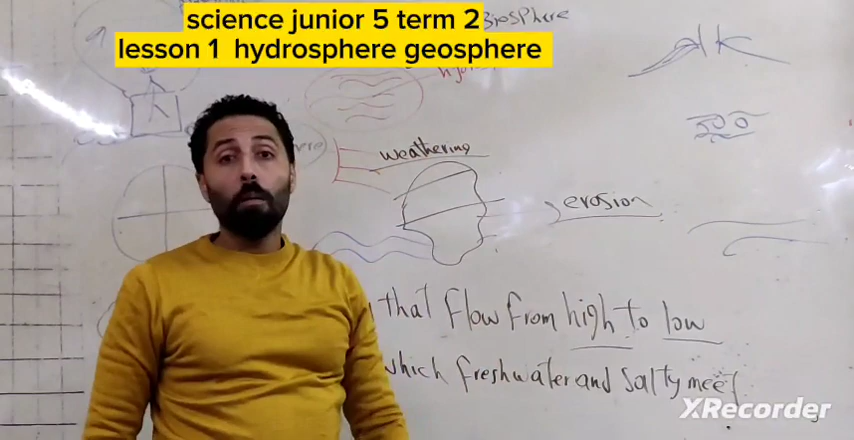 science junior 5 term 2
lesson 1 hydrosphere geosphere
Biosphere
weathering
erosion
that flow from high to low
which freshwater and salty meet
XRecorder